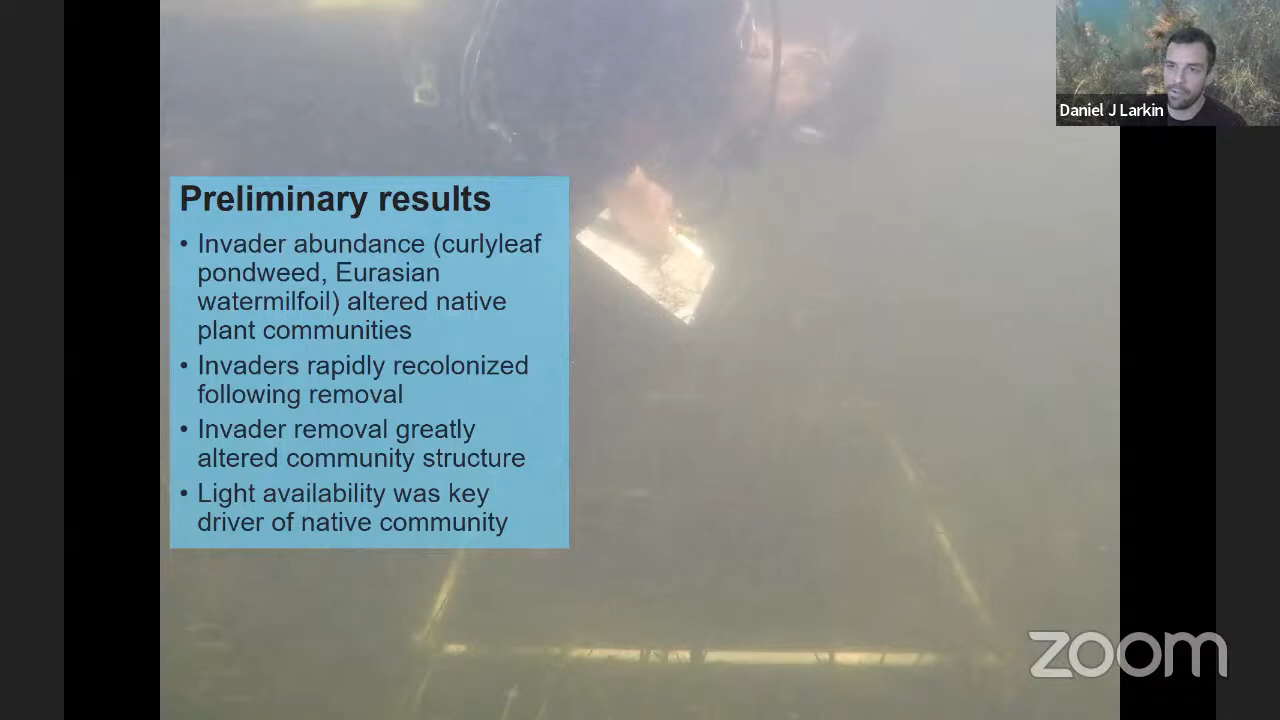 Daniel J Larkin
Preliminary results
• Invader abundance (curlyleaf
pondweed, Eurasian
watermilfoil) altered native
plant communities
• Invaders rapidly recolonized
following removal
• Invader removal greatly
altered community structure
• Light availability was key
driver of native community
zoom